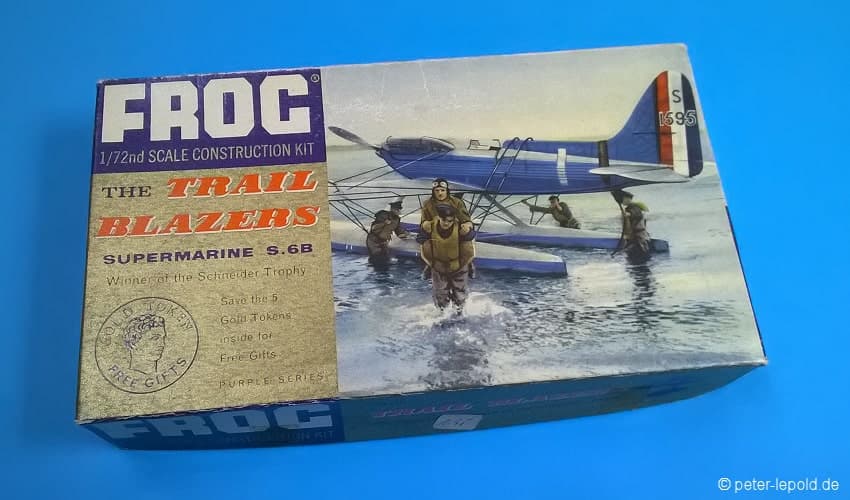 FROG®
1/72nd SCALE CONSTRUCTION KIT
THE TRAIL
BLAZERS
SUPERMARINE S.6B
Winner of the Schneider Trophy
GOLD TOKEN
FREE GIFTS
Save the 5
Gold Tokens
inside for
Free Gifts
PURPLE SERIES
S
1595
FROG
CONSTRUCTION KIT
TRAIL BLAZERS
© peter-lepold.de